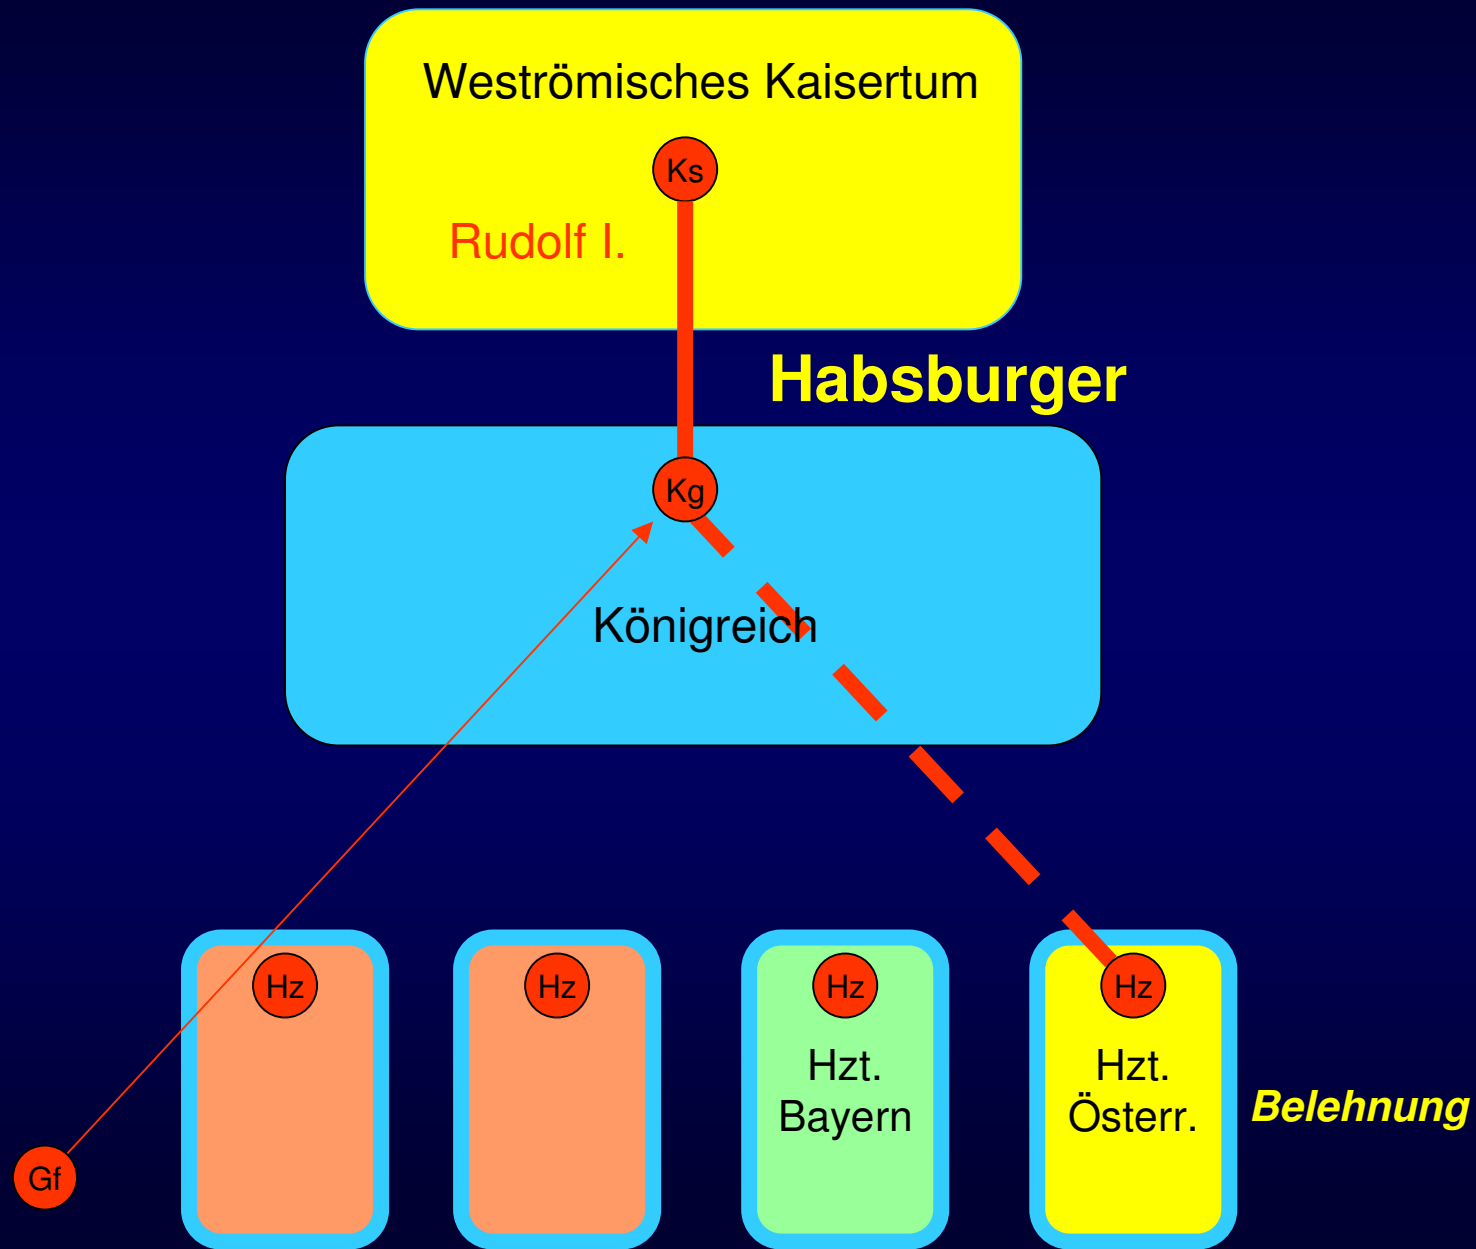 Weströmisches Kaisertum
Ks
Rudolf I.
Habsburger
Kg
Königreich
Hz
Hz
Hz
Hz
Hzt.
Bayern
Hzt.
Österr.
Belehnung
Gf